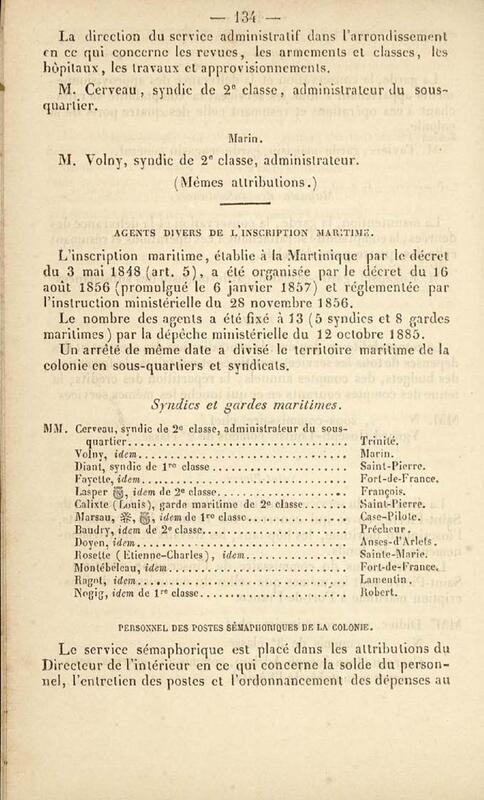 — 134 —
La direction du service administratif dans l'arrondissement
en ce qui concerne les revues, les armements et classes, les
hôpitaux, les travaux et approvisionnements.
M. Cerveau, syndic de 2e classe, administrateur du sous-
quartier.
Marin.
M. Volny, syndic de 2e classe, administrateur.
(Mêmes attributions.)
AGENTS DIVERS DE L'INSCRIPTION MARITIME.
L'inscription maritime, établie à la Martinique par le décret
du 3 mai 1848 (art. 5), a été organisée par le décret du 16
août 1856 (promulgué le 6 janvier 1857) et réglementée par
l'instruction ministérielle du 28 novembre 1856.
Le nombre des agents a été fixé à 13 (5 syndics et 8 gardes
maritimes) par la dépêche ministérielle du 12 octobre 1885.
Un arrêté de même date a divisé le territoire maritime de la
colonie en sous-quartiers et syndicats.
Syndics et gardes maritimes.
MM. Cerveau, syndic de 2e classe, administrateur du sous-
quartier.......... Trinité.
Volny, idem.......... Marin.
Diant, syndic de 1re classe.......... Saint-Pierre.
Fayette, idem.......... Fort-de-France.
Lasper, idem de 2e classe.......... François.
Calixte (Louis), garde maritime de 2e classe.......... Saint-Pierre.
Marsau, idem de 1re classe.......... Case-Pilote.
Baudry, idem de 2e classe.......... Prêcheur.
Doyen, idem.......... Anses-d'Arlets.
Rosette (Etienne-Charles), idem.......... Sainte-Marie.
Montébéleau, idem.......... Fort-de-France.
Ragot, idem.......... Lamentin.
Nogig, idem de 1re classe.......... Robert.
PERSONNEL DES POSTES SÉMAPHORIQUES DE LA COLONIE.
Le service sémaphorique est placé dans les attributions du
Directeur de l'intérieur en ce qui concerne la solde du person-
nel, l'entretien des postes et l'ordonnancement des dépenses au